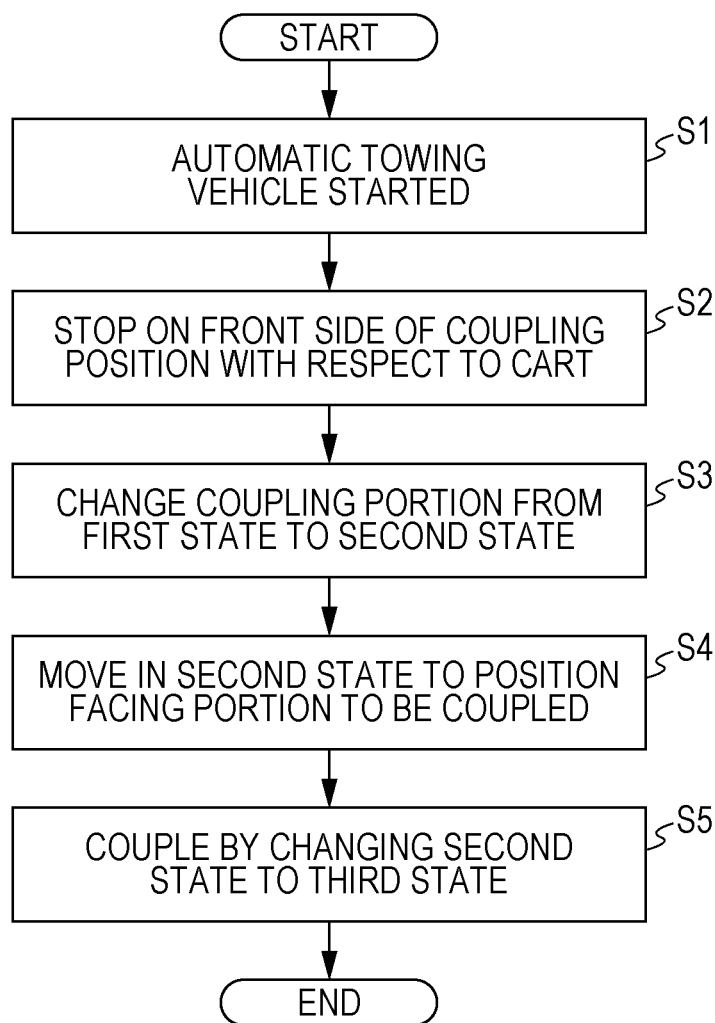 START
AUTOMATIC TOWING
VEHICLE STARTED
S1
STOP ON FRONT SIDE OF COUPLING
POSITION WITH RESPECT TO CART
S2
CHANGE COUPLING PORTION FROM
FIRST STATE TO SECOND STATE
S3
MOVE IN SECOND STATE TO POSITION
FACING PORTION TO BE COUPLED
S4
COUPLE BY CHANGING SECOND
STATE TO THIRD STATE
S5
END